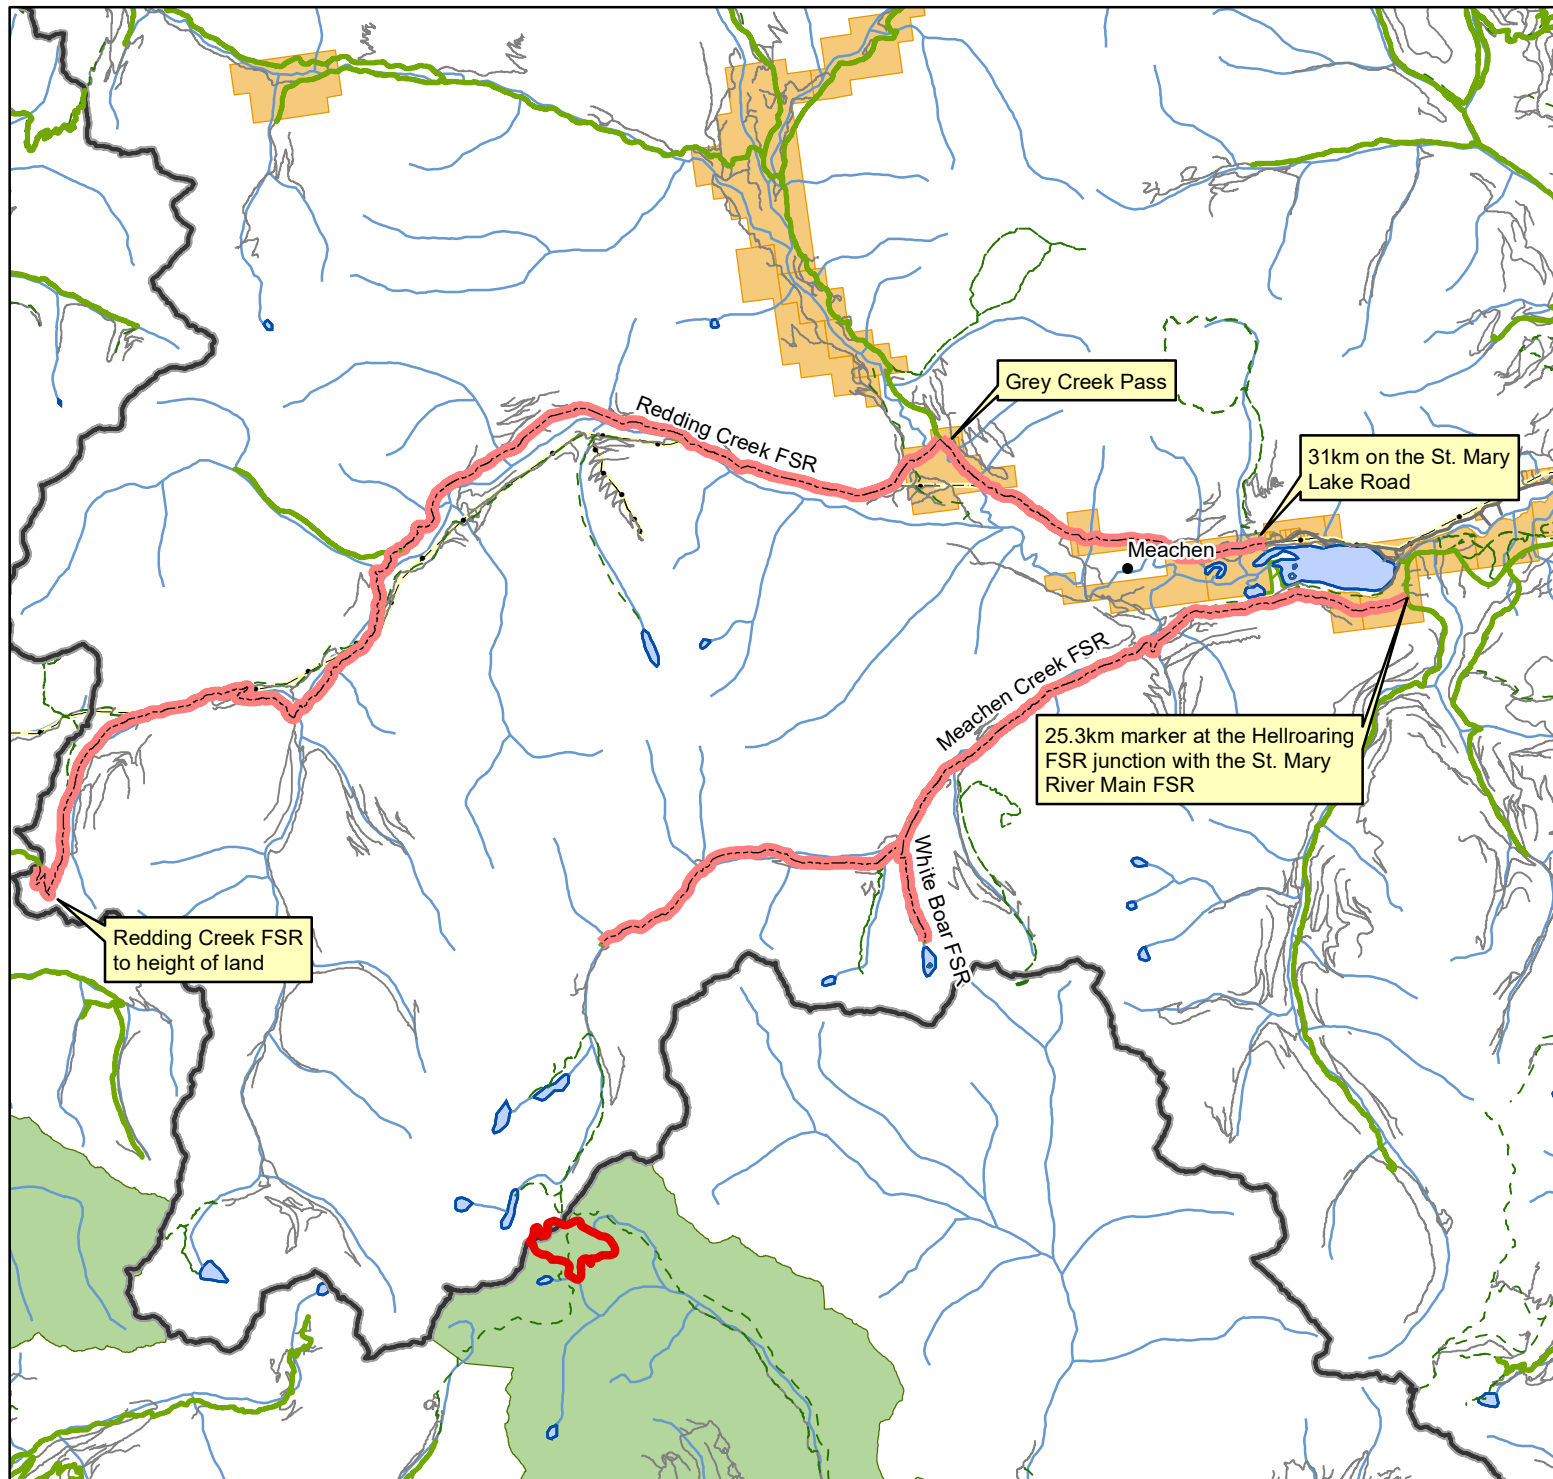 Grey Creek Pass
Redding Creek FSR
31km on the St. Mary
Lake Road
Meachen
Meachen Creek FSR
25.3km marker at the Hellroaring
FSR junction with the St. Mary
River Main FSR
White Boar FSR
Redding Creek FSR
to height of land